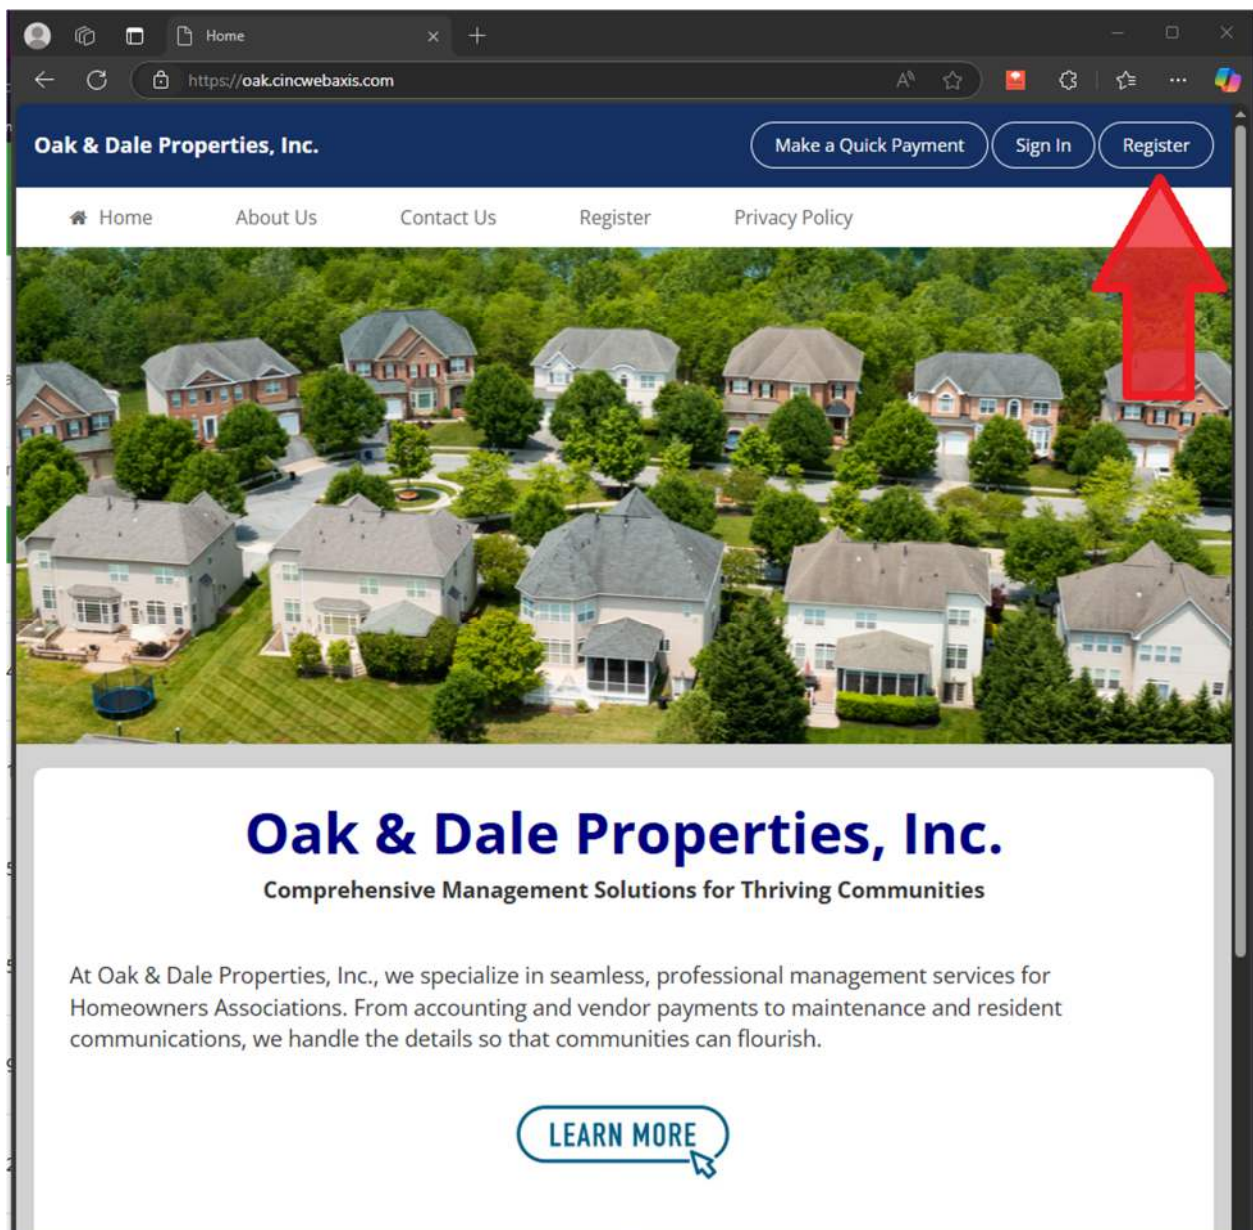 Home
https://oak.cincwebaxis.com
Oak & Dale Properties, Inc.
Make a Quick Payment
Sign In
Register
Home
About Us
Contact Us
Register
Privacy Policy
Oak & Dale Properties, Inc.
Comprehensive Management Solutions for Thriving Communities
At Oak & Dale Properties, Inc., we specialize in seamless, professional management services for
Homeowners Associations. From accounting and vendor payments to maintenance and resident
communications, we handle the details so that communities can flourish.
LEARN MORE